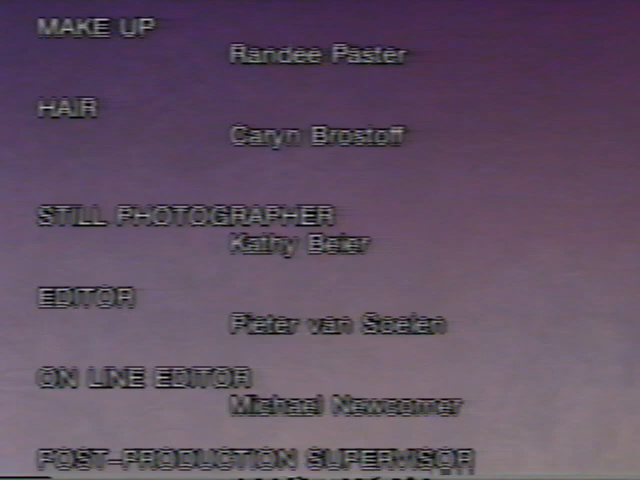 MAKE UP
Randee Paster
HAIR
Caryn Brostoff
STILL PHOTOGRAPHER
Kathy Beier
EDITOR
Pieter van Soelen
ON LINE EDITOR
Michael Newcomer
POST-PRODUCTION SUPERVISOR